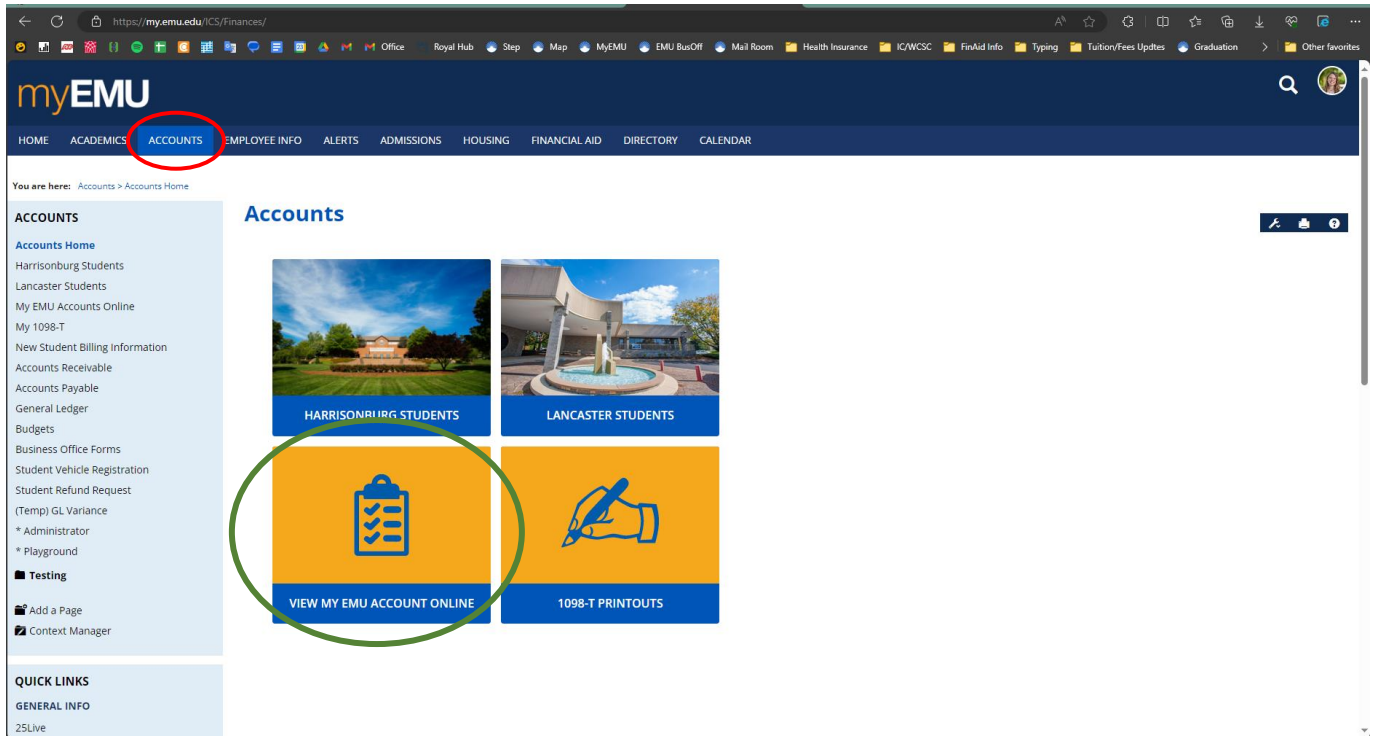 https://my.emu.edu/ICS/Finances/
Office Royal Hub Step Map MyEMU EMU BusOff Mail Room Health Insurance IC/WCSC FinAid Info Typing Tuition/Fees Updtes Graduation Other favorites
myEMU
HOME ACADEMICS ACCOUNTS EMPLOYEE INFO ALERTS ADMISSIONS HOUSING FINANCIAL AID DIRECTORY CALENDAR
You are here: Accounts > Accounts Home
ACCOUNTS
Accounts Home
Harrisonburg Students
Lancaster Students
My EMU Accounts Online
My 1098-T
New Student Billing Information
Accounts Receivable
Accounts Payable
General Ledger
Budgets
Business Office Forms
Student Vehicle Registration
Student Refund Request
(Temp) GL Variance
* Administrator
* Playground
Testing
Add a Page
Context Manager
QUICK LINKS
GENERAL INFO
25Live
Accounts
HARRISONBURG STUDENTS
LANCASTER STUDENTS
VIEW MY EMU ACCOUNT ONLINE
1098-T PRINTOUTS